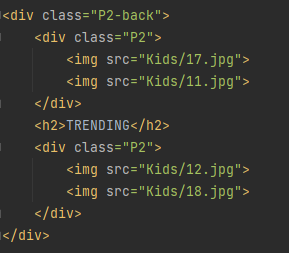 <div class="P2-back">
    <div class="P2">
        <img src="Kids/17.jpg">
        <img src="Kids/11.jpg">
    </div>
    <h2>TRENDING</h2>
    <div class="P2">
        <img src="Kids/12.jpg">
        <img src="Kids/18.jpg">
    </div>
</div>